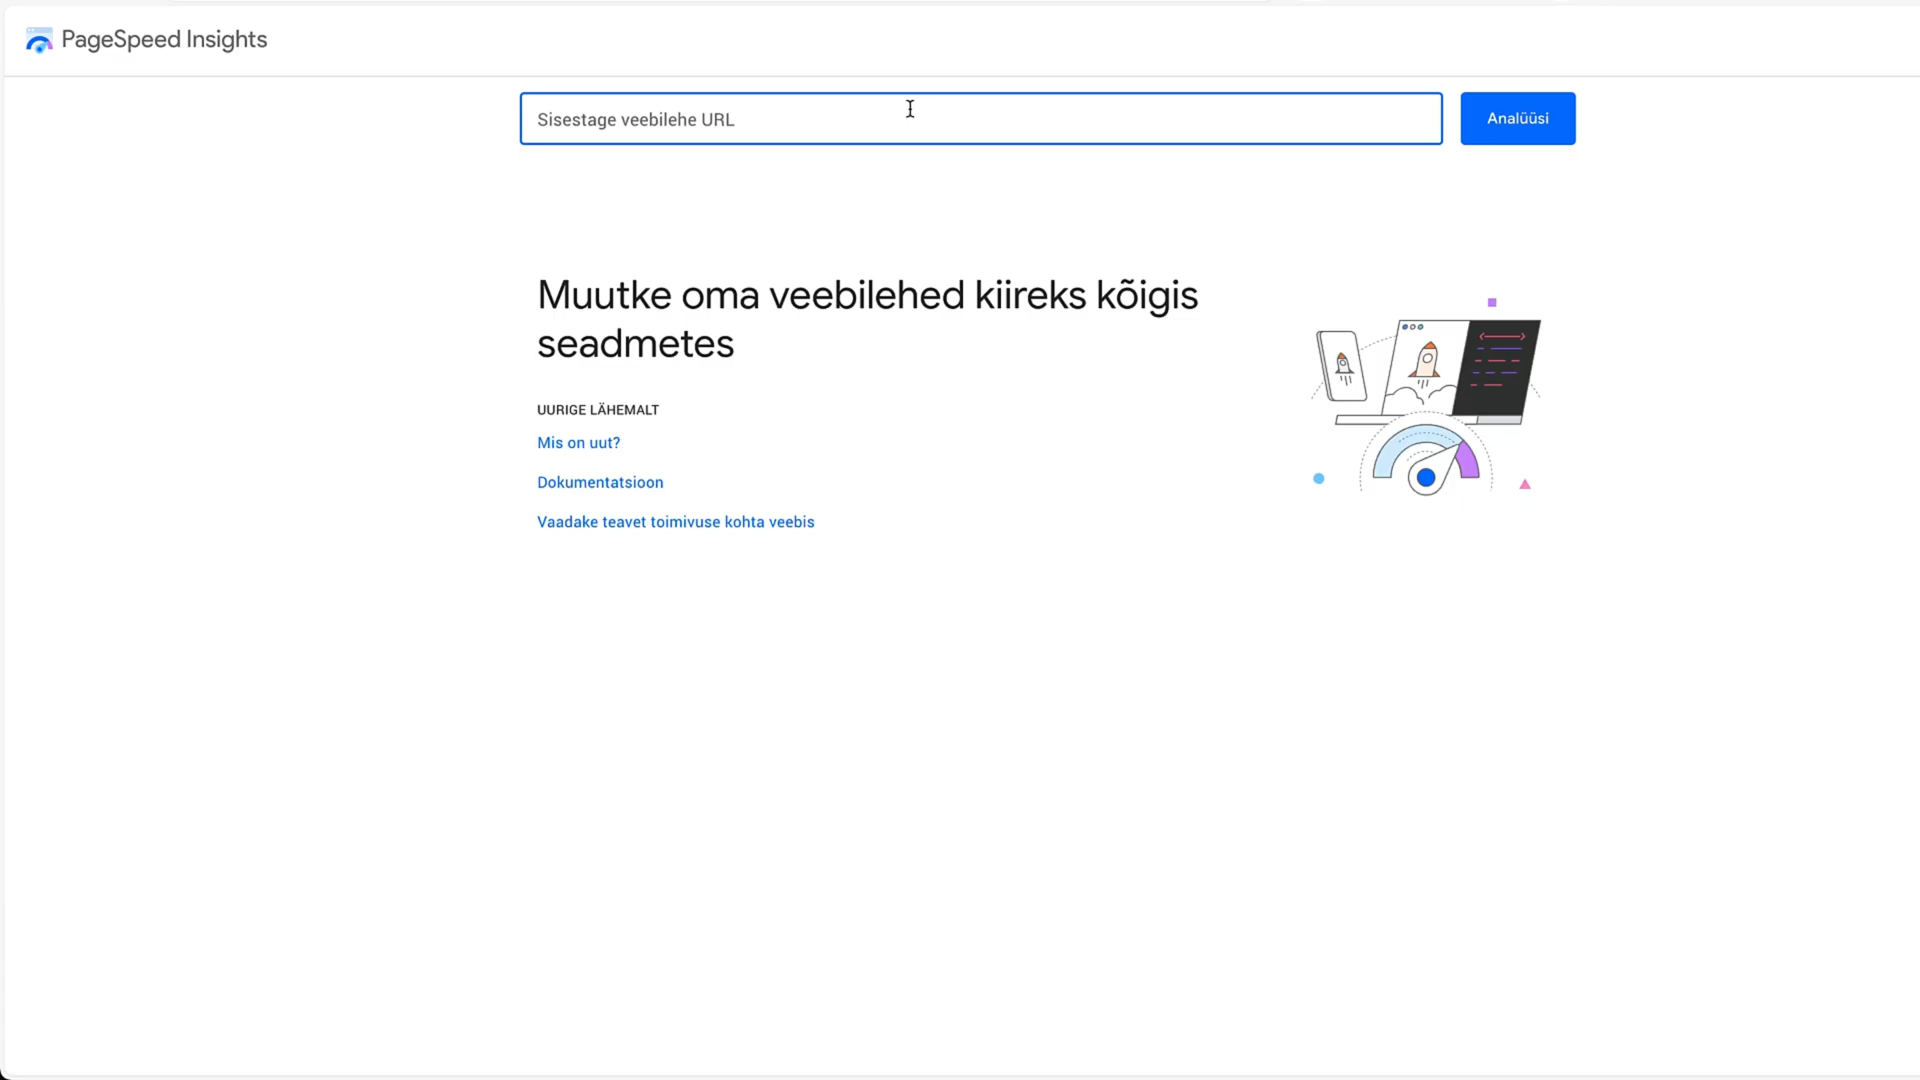 PageSpeed Insights
Sisestage veebilehe URL
Analüüsi
Muutke oma veebilehed kiireks kõigis
seadmetes
UURIGE LÄHEMALT
Mis on uut?
Dokumentatsioon
Vaadake teavet toimivuse kohta veebis